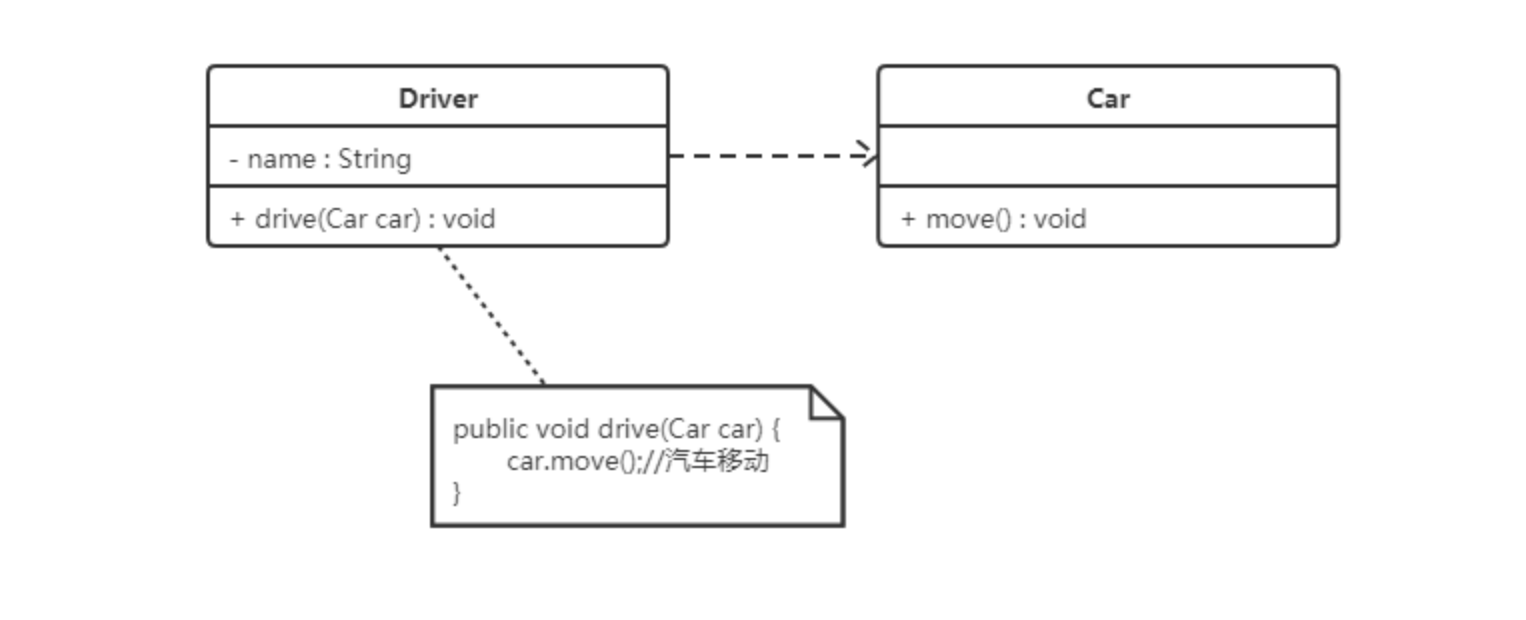 Driver
- name : String
+ drive(Car car) : void
Car
+ move() : void
public void drive(Car car) {
car.move();//汽车移动
}